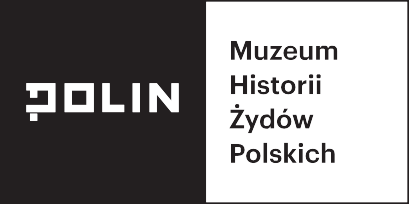 POLIN
Muzeum
Historii
Żydów
Polskich